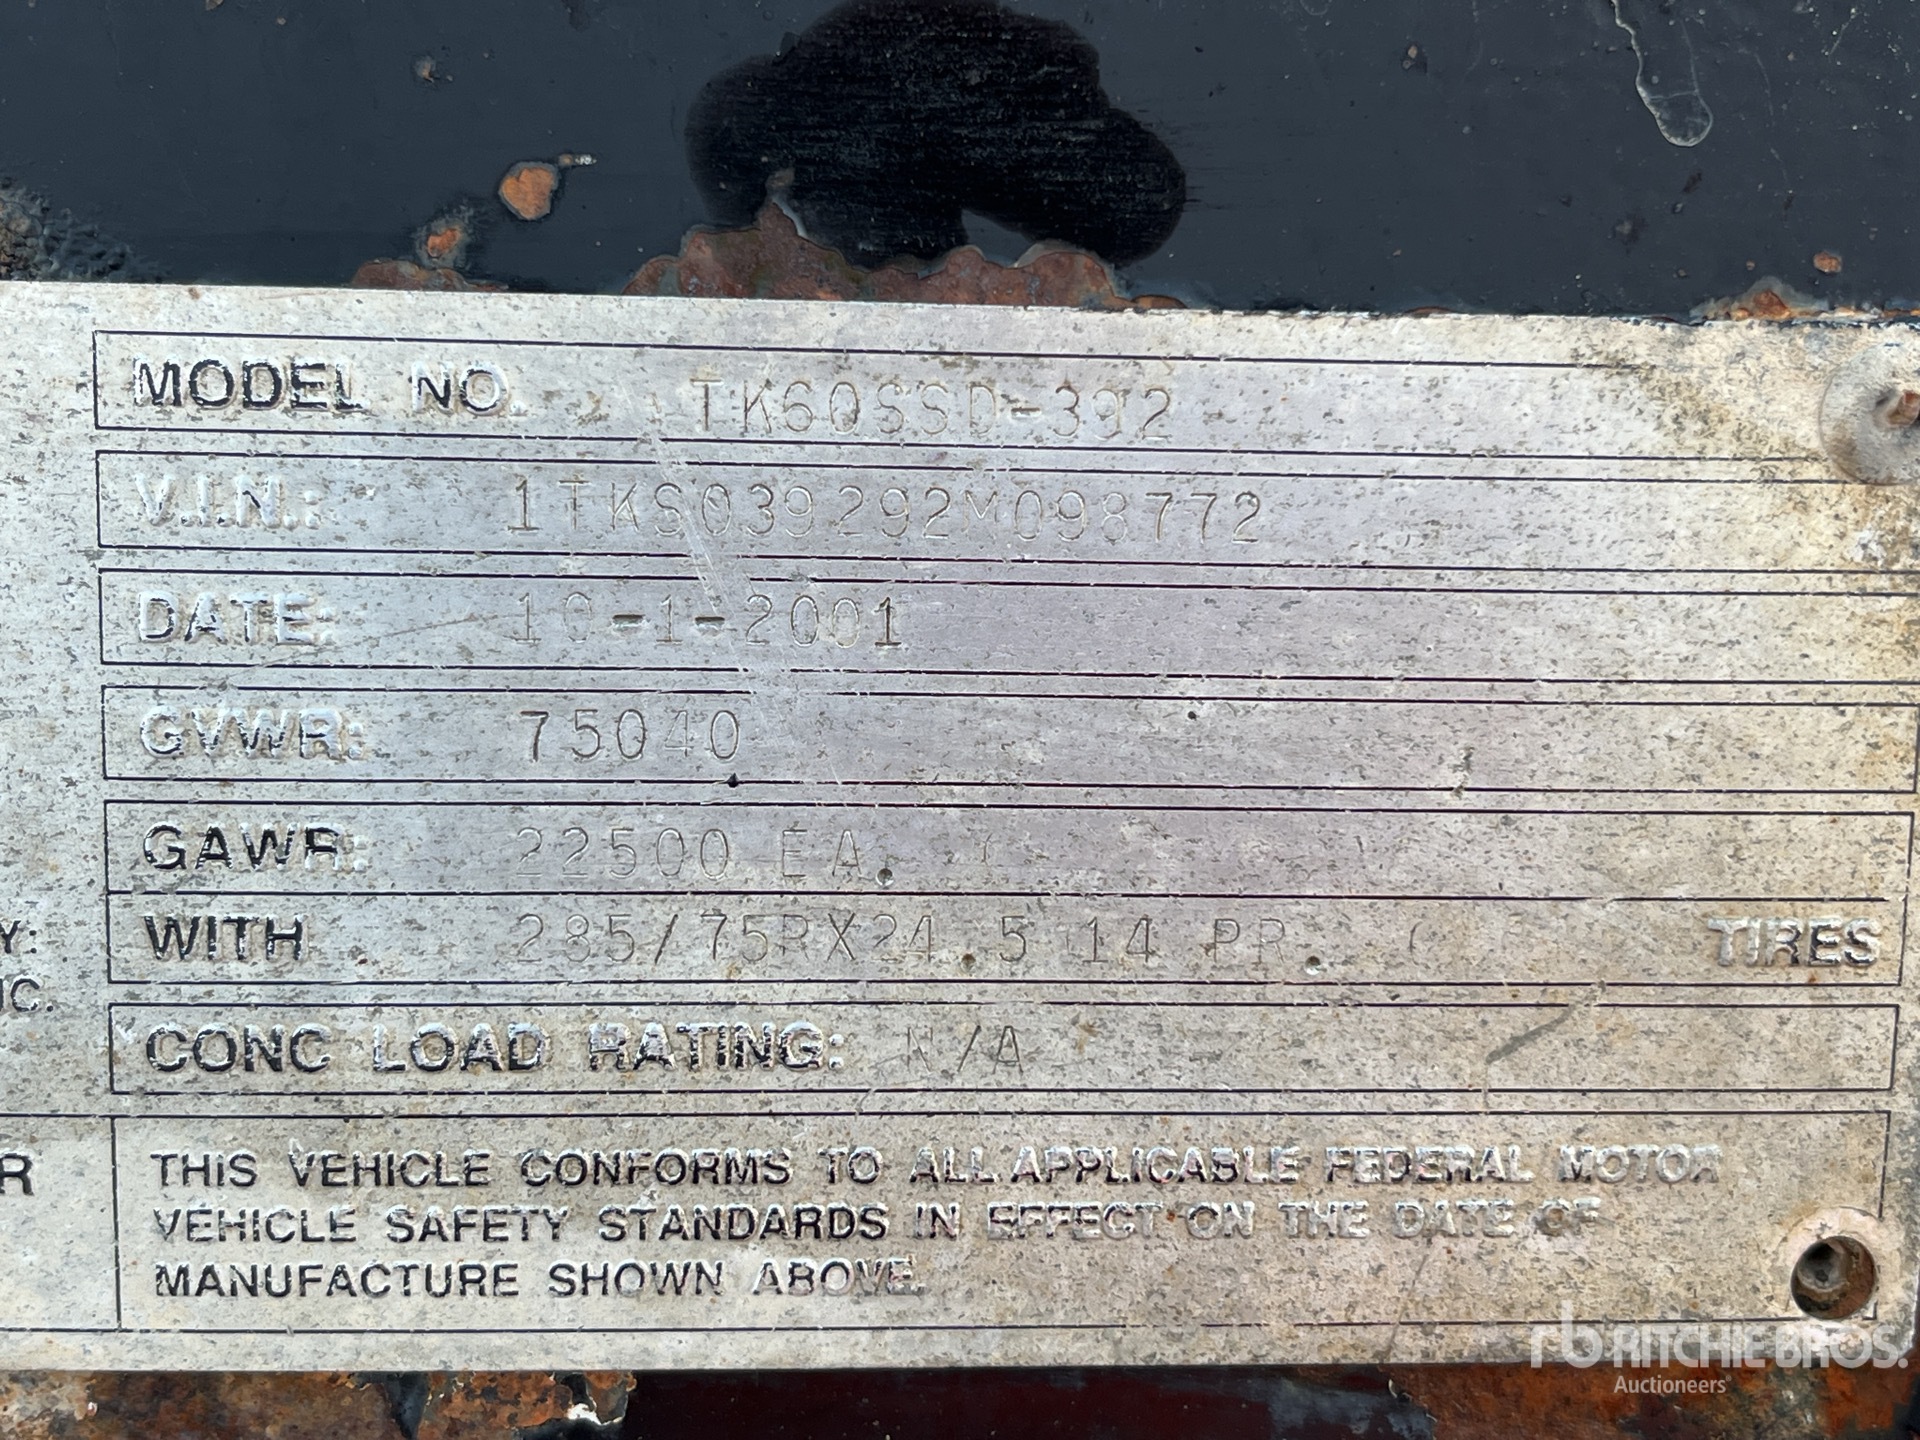 MODEL NO. TK60SSD-392
V.I.N.: 1TKS039292M098772
DATE: 10-1-2001
GVWR: 75040
GAWR: 22500 EA.
Y: WITH 285/75RX24.5 14 PR. TIRES
C.
CONC LOAD RATING: N/A
R THIS VEHICLE CONFORMS TO ALL APPLICABLE FEDERAL MOTOR
VEHICLE SAFETY STANDARDS IN EFFECT ON THE DATE OF
MANUFACTURE SHOWN ABOVE.
rb RITCHIE BROS.
Auctioneers